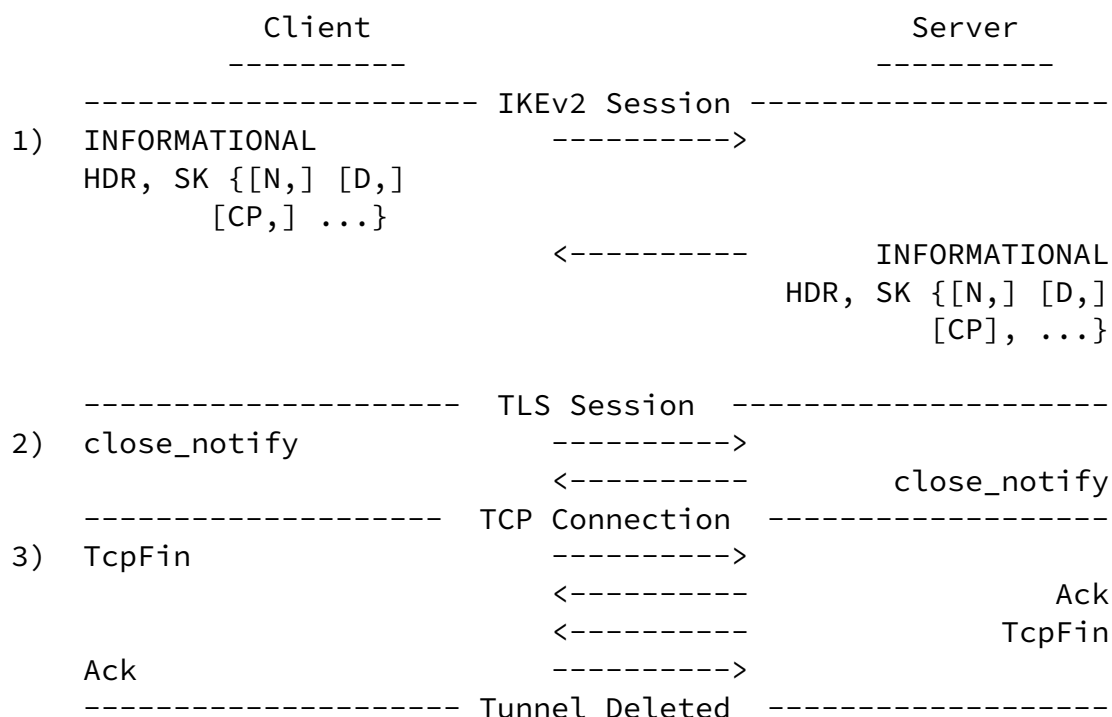 Client                              Server
               ----------                          ----------
       ---------------------- IKEv2 Session --------------------
   1)  INFORMATIONAL             ---------->
       HDR, SK {[N,] [D,]
              [CP,] ...}
                                 <----------       INFORMATIONAL
                                              HDR, SK {[N,] [D,]
                                                      [CP], ...}

       ---------------------  TLS Session  ---------------------
   2)  close_notify              ---------->
                                 <----------        close_notify
       --------------------  TCP Connection  -------------------
   3)  TcpFin                    ---------->
                                 <----------                 Ack
                                 <----------              TcpFin
       Ack                       ---------->
       --------------------- Tunnel Deleted  -------------------